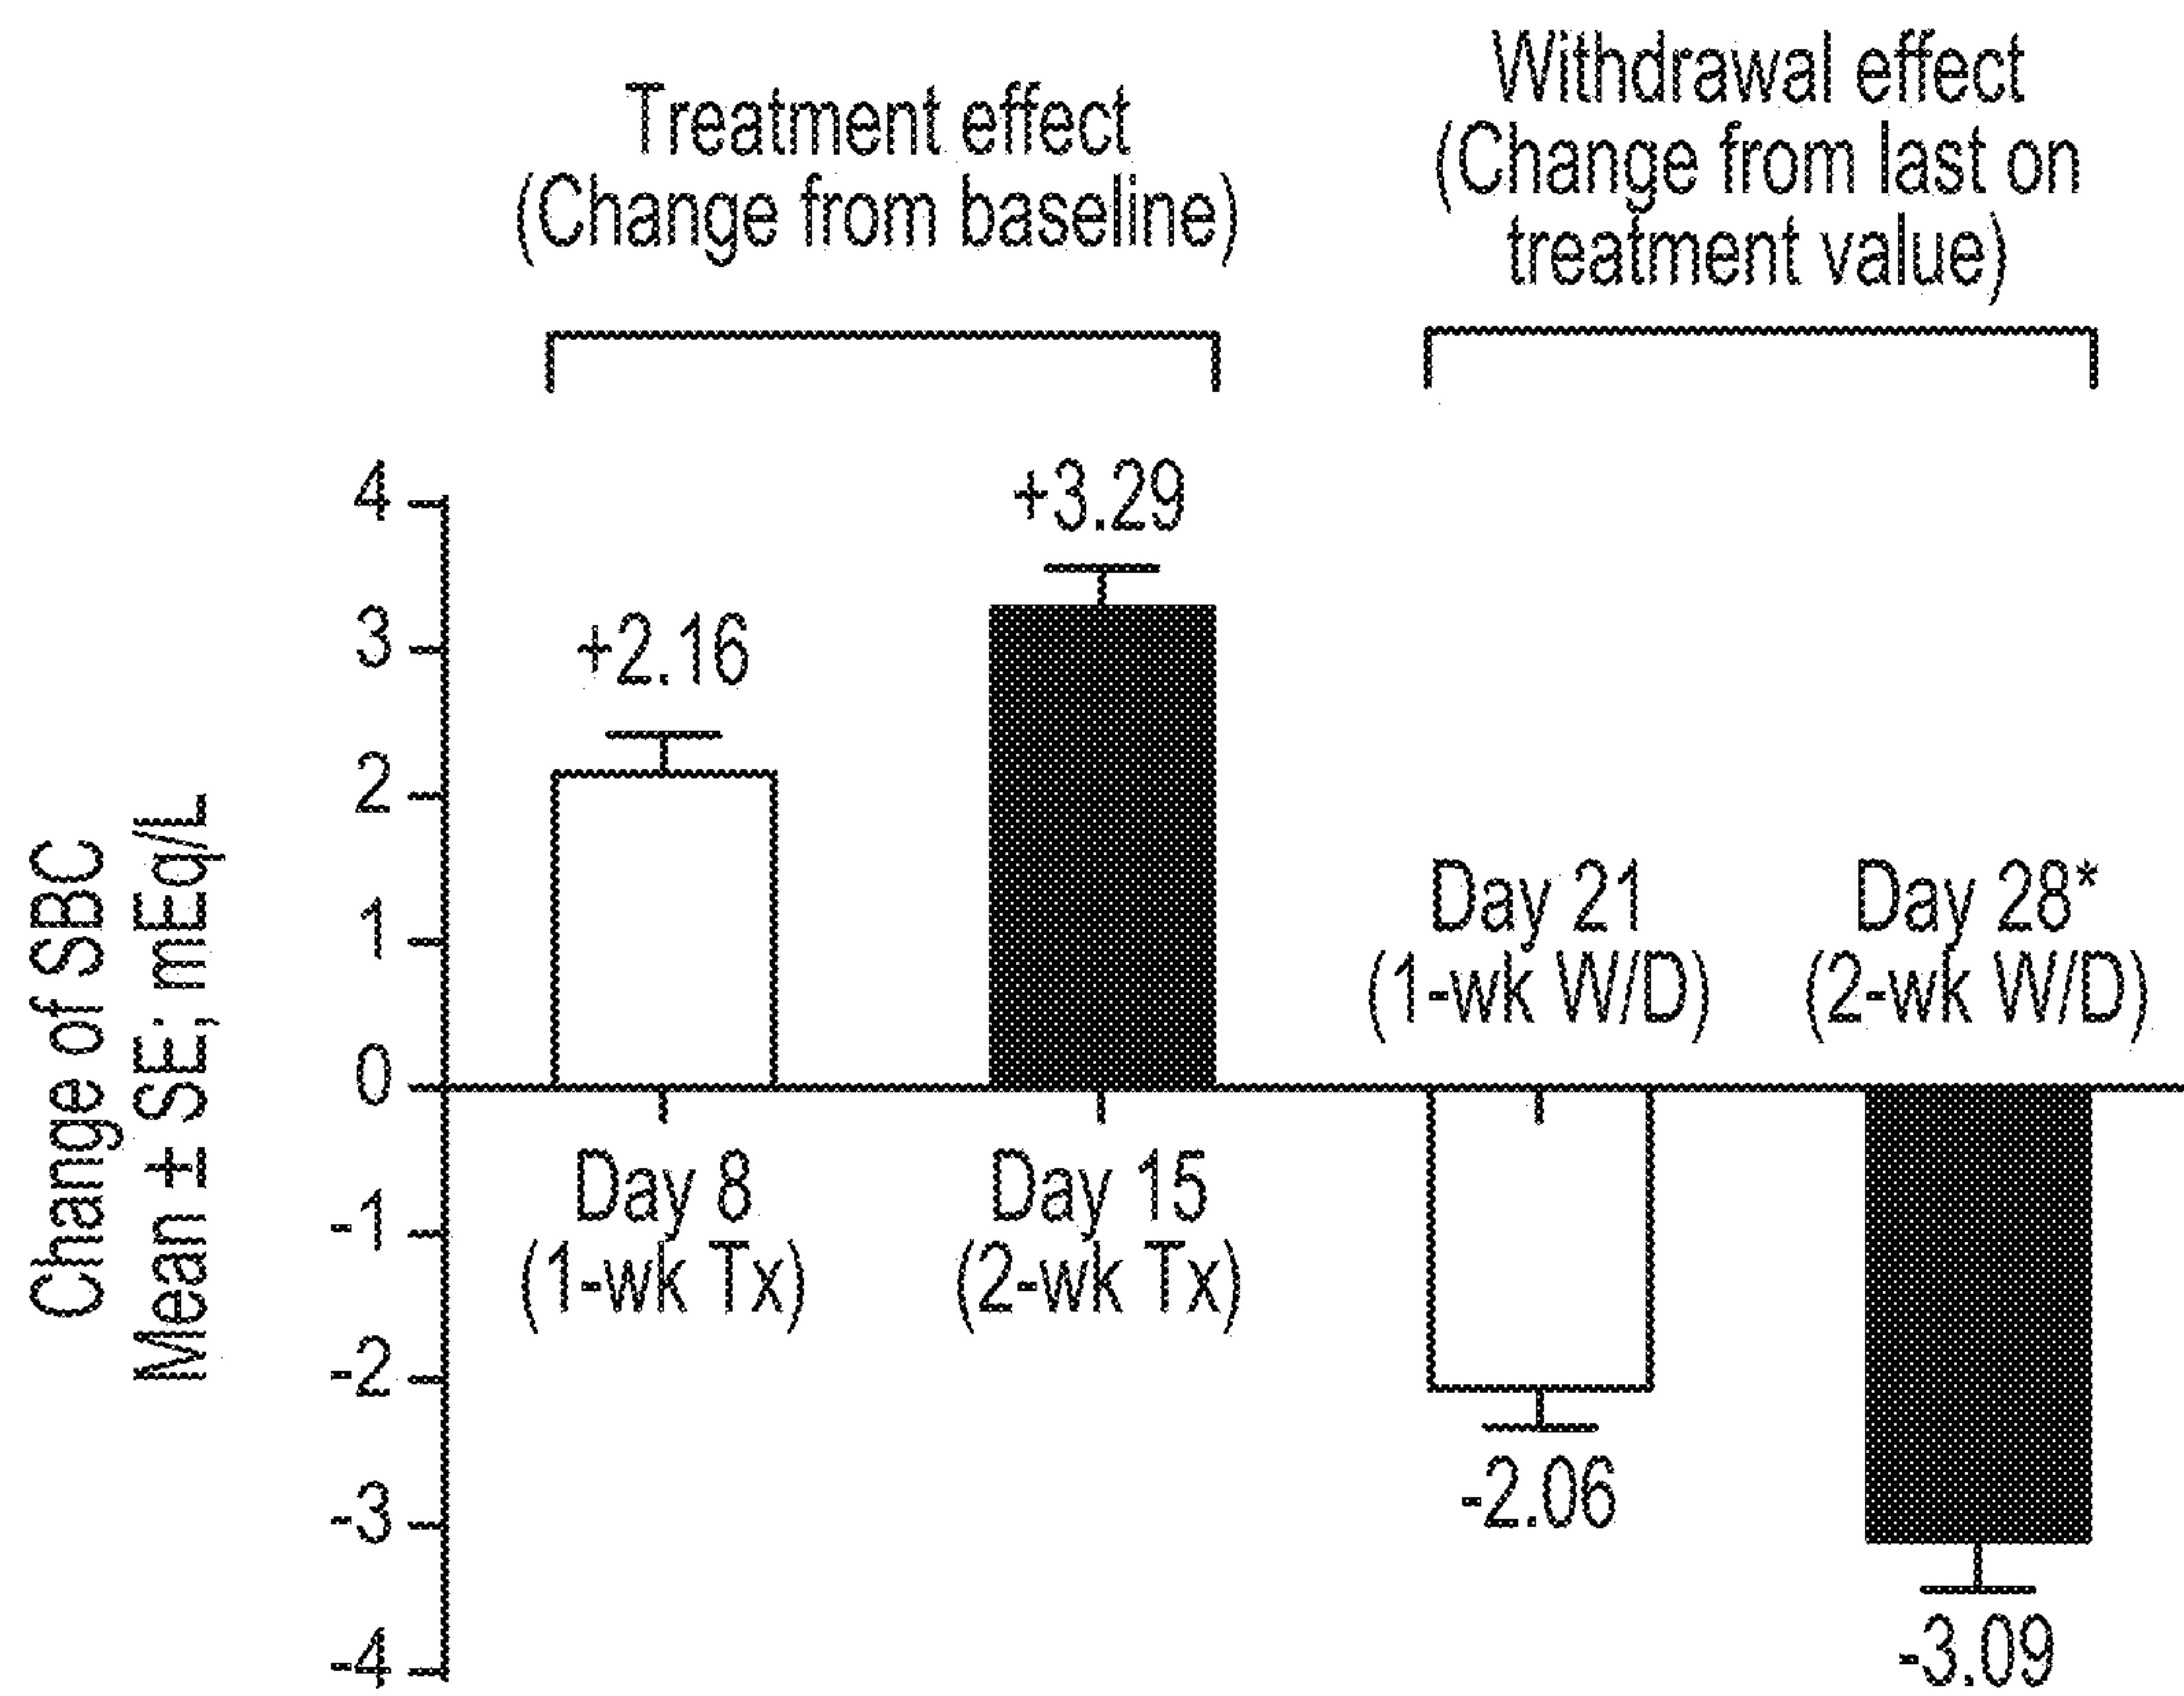 Treatment effect
(Change from baseline)
Withdrawal effect
(Change from last on
treatment value)
Change of SBC
Mean ± SE; mEq/L
4
3
2
1
0
-1
-2
-3
-4
+2.16
+3.29
Day 21
(1-wk W/D)
Day 28*
(2-wk W/D)
Day 8
(1-wk Tx)
Day 15
(2-wk Tx)
-2.06
-3.09